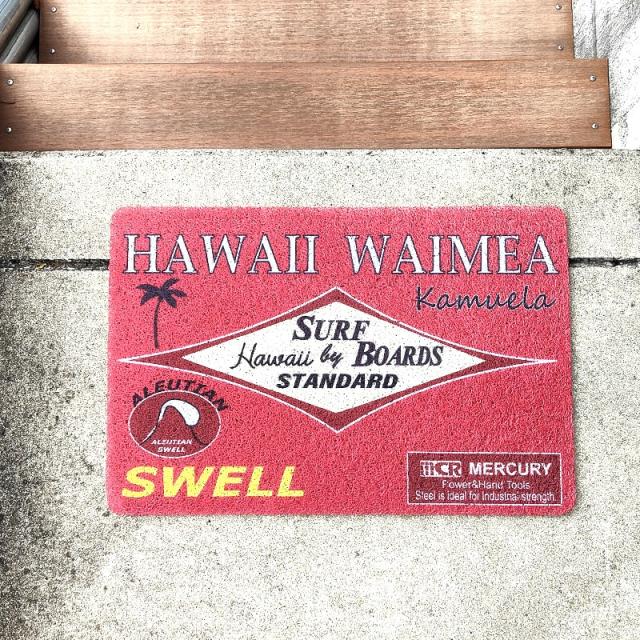 HAWAII WAIMEA
Kamuela
SURF
Hawaii by BOARDS
STANDARD
ALEUTIAN
ALEUTIAN
SWELL
SWELL
MCR MERCURY
Power&Hand Tools
Steel is ideal for Industrial strength.